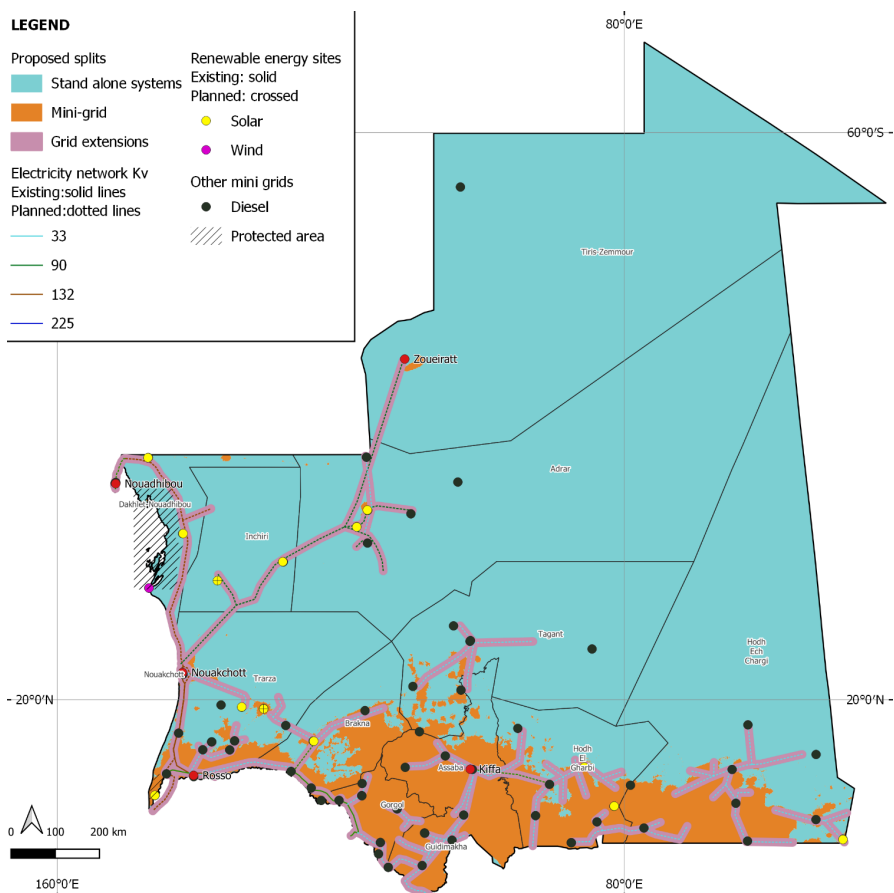 LEGEND
Proposed splits
Stand alone systems
Mini-grid
Grid extensions
Electricity network Kv
Existing:solid lines
Planned:dotted lines
33
90
132
225
Renewable energy sites
Existing: solid
Planned: crossed
Solar
Wind
Other mini grids
Diesel
Protected area
80°0'E
60°0'S
Tiris-Zemmour
Zoueiratt
Adrar
Nouadhibou
Dakhlet-Nouadhibou
Inchiri
Tagant
Hodh
Ech
Chargi
Nouakchott
Nouakchott
Trarza
20°0'N
20°0'N
Brakna
Hodh
El
Gharbi
Assaba
Kiffa
Rosso
Gorgol
Guidimakha
0 100 200 km
160°0'E
80°0'E